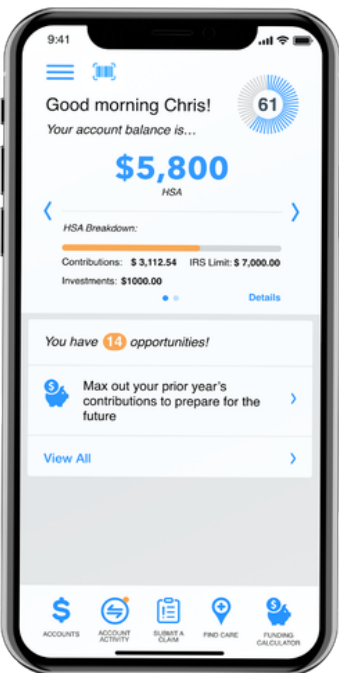 9:41
Good morning Chris!
61
Your account balance is...
$5,800
HSA
HSA Breakdown:
Contributions: $ 3,112.54 IRS Limit: $ 7,000.00
Investments: $1000.00
Details
You have 14 opportunities!
Max out your prior year's
contributions to prepare for the
future
View All
ACCOUNTS
ACCOUNT
ACTIVITY
SUBMIT A
CLAIM
FIND CARE
FUNDING
CALCULATOR